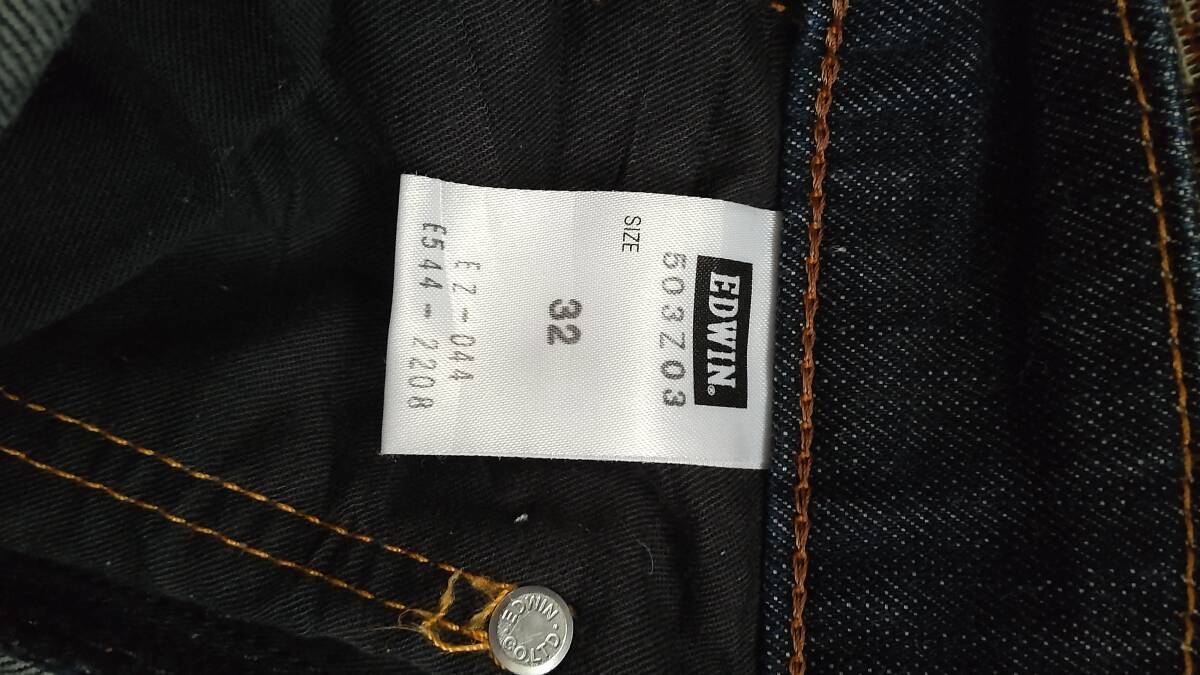 EDWIN®
503Z03
SIZE
32
EZ-044
E544-2208
EDWIN·
CO.LTD.